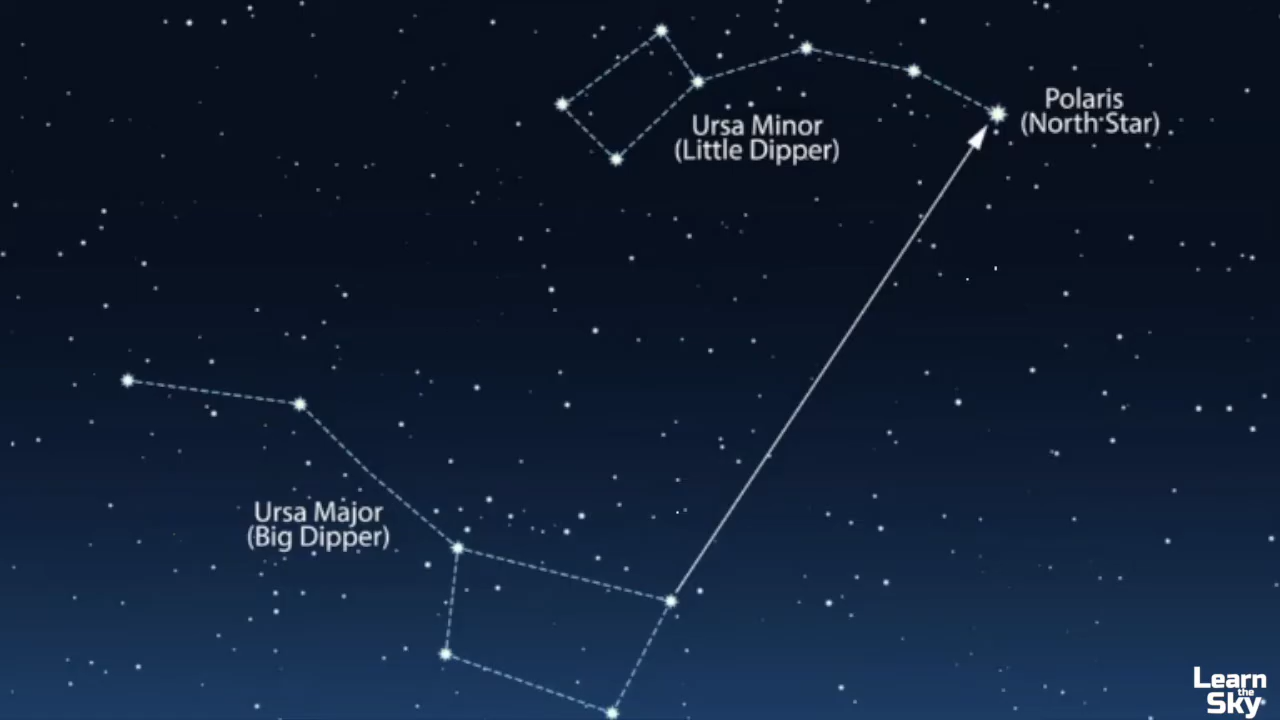 Polaris
(North Star)
Ursa Minor
(Little Dipper)
Ursa Major
(Big Dipper)
Learn
the
Sky